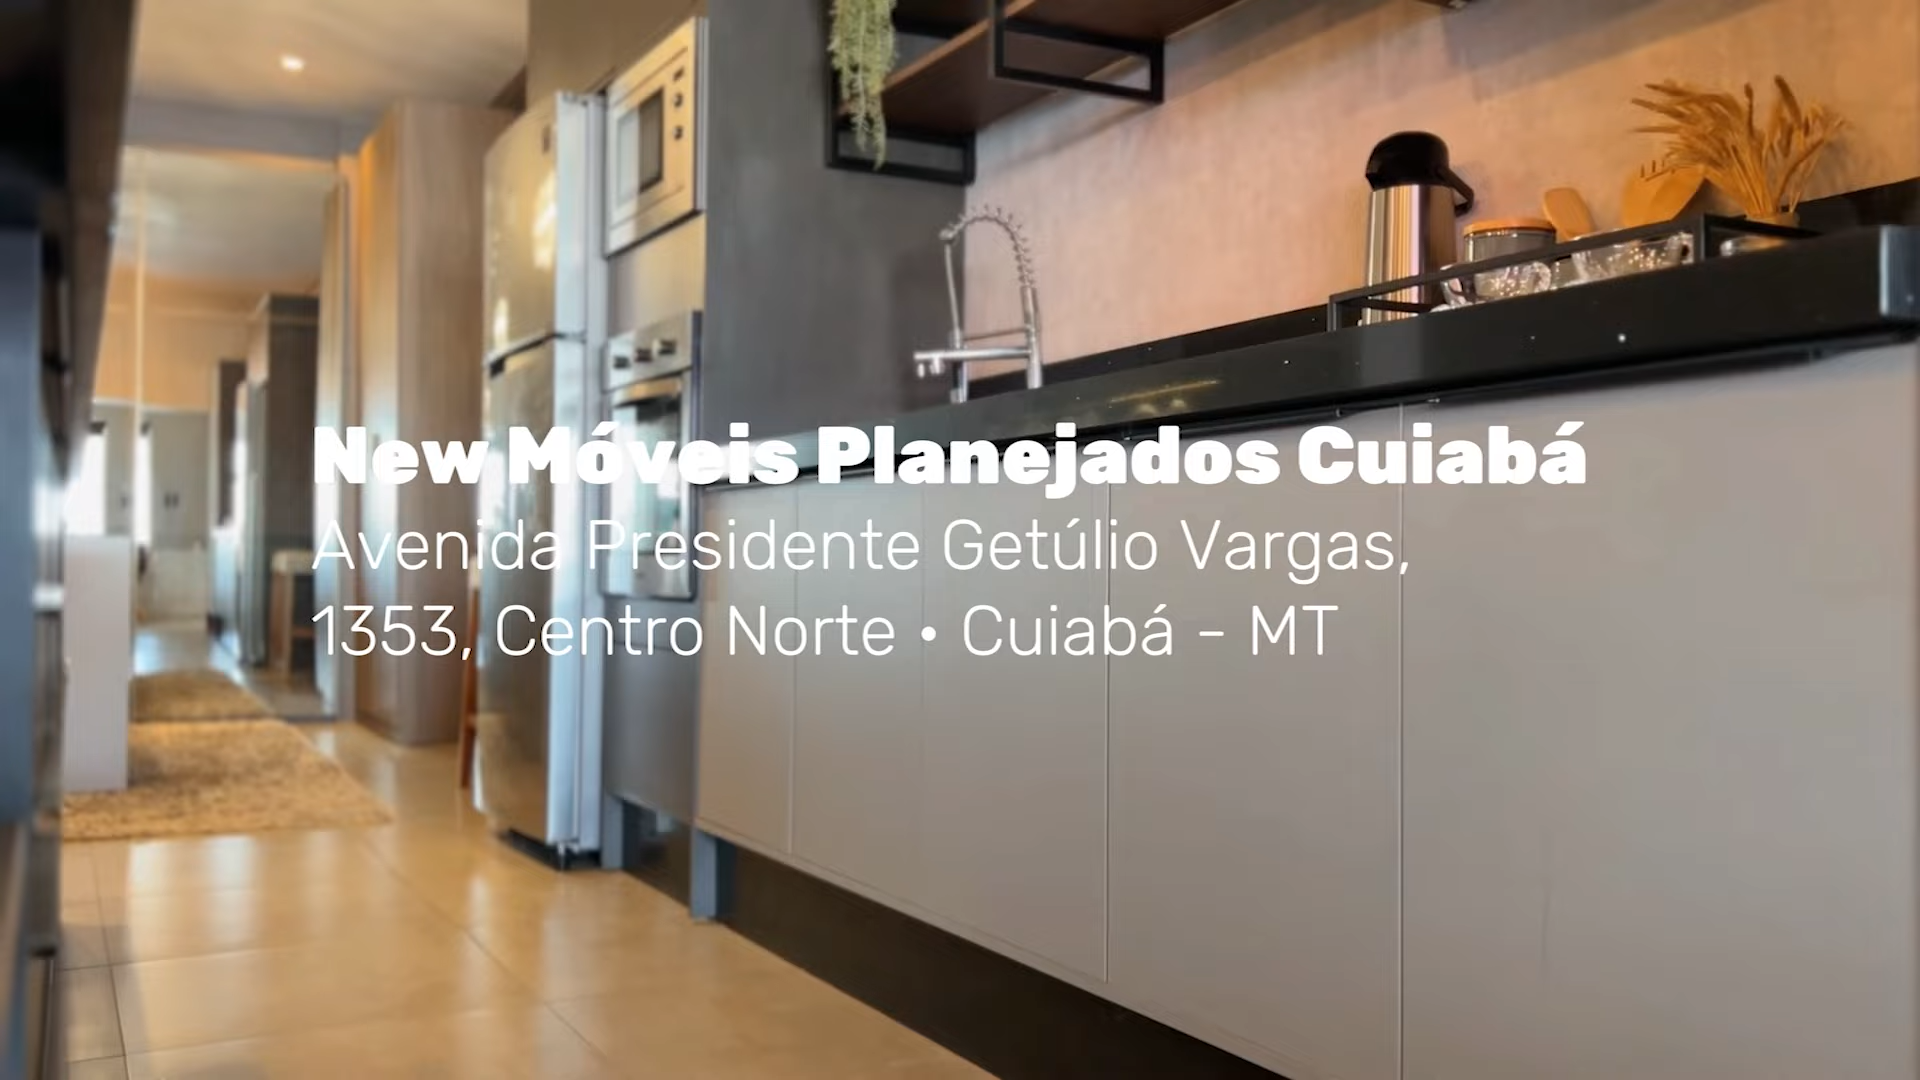 New Móveis Planejados Cuiabá
Avenida Presidente Getúlio Vargas,
1353, Centro Norte • Cuiabá - MT